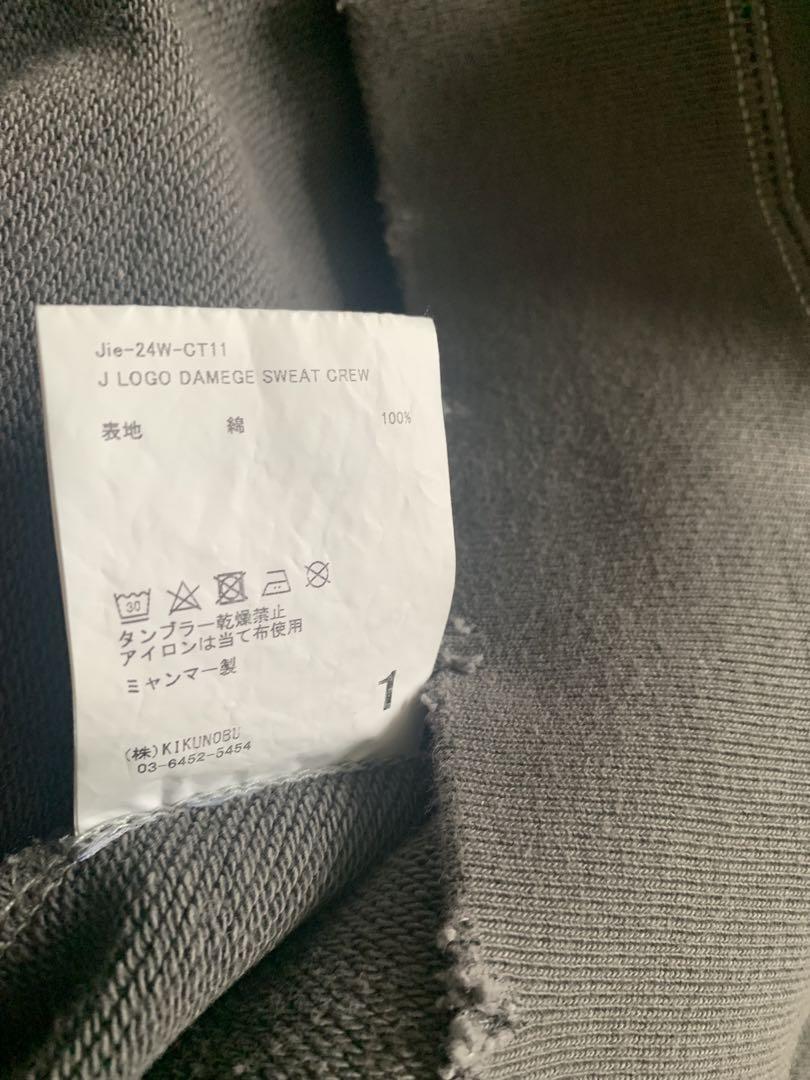 Jie-24W-CT11
J LOGO DAMEGE SWEAT CREW
表地 綿 100%
30
タンブラー乾燥禁止
アイロンは当て布使用
ミャンマー製
1
(株)KIKUNOBU
03-6452-5454